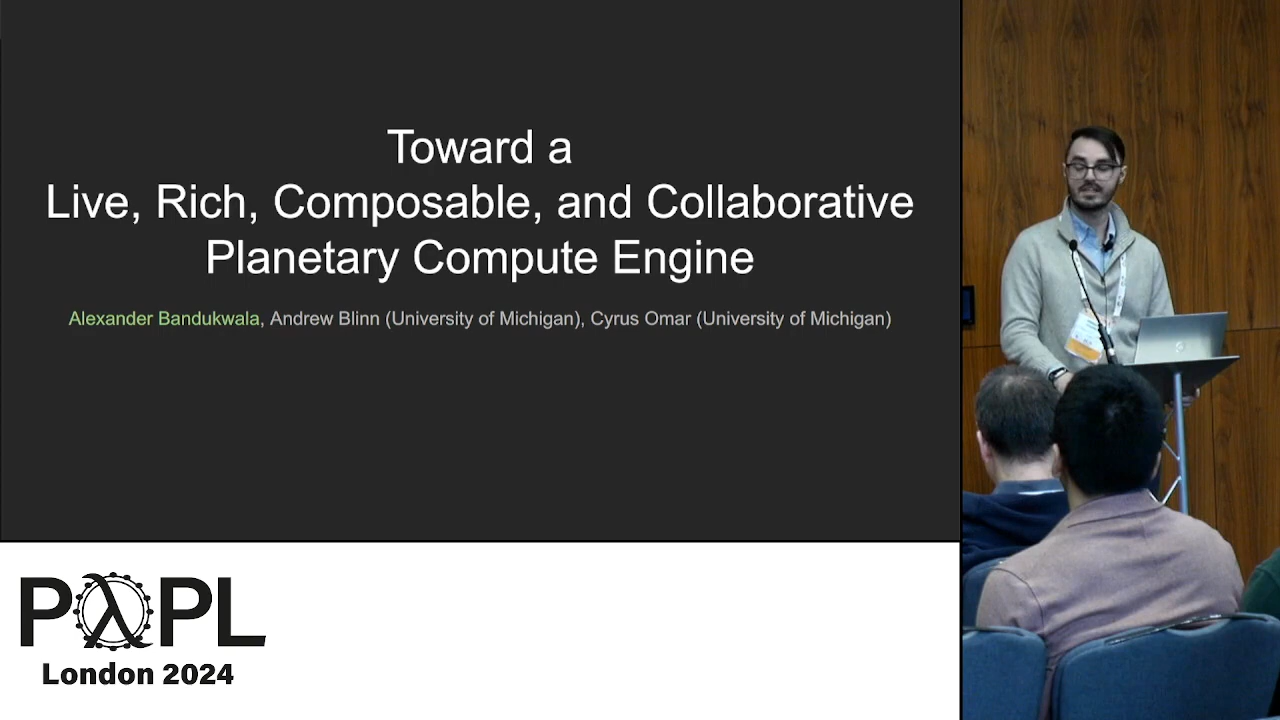 Toward a
Live, Rich, Composable, and Collaborative
Planetary Compute Engine
Alexander Bandukwala, Andrew Blinn (University of Michigan), Cyrus Omar (University of Michigan)
PλPL
London 2024